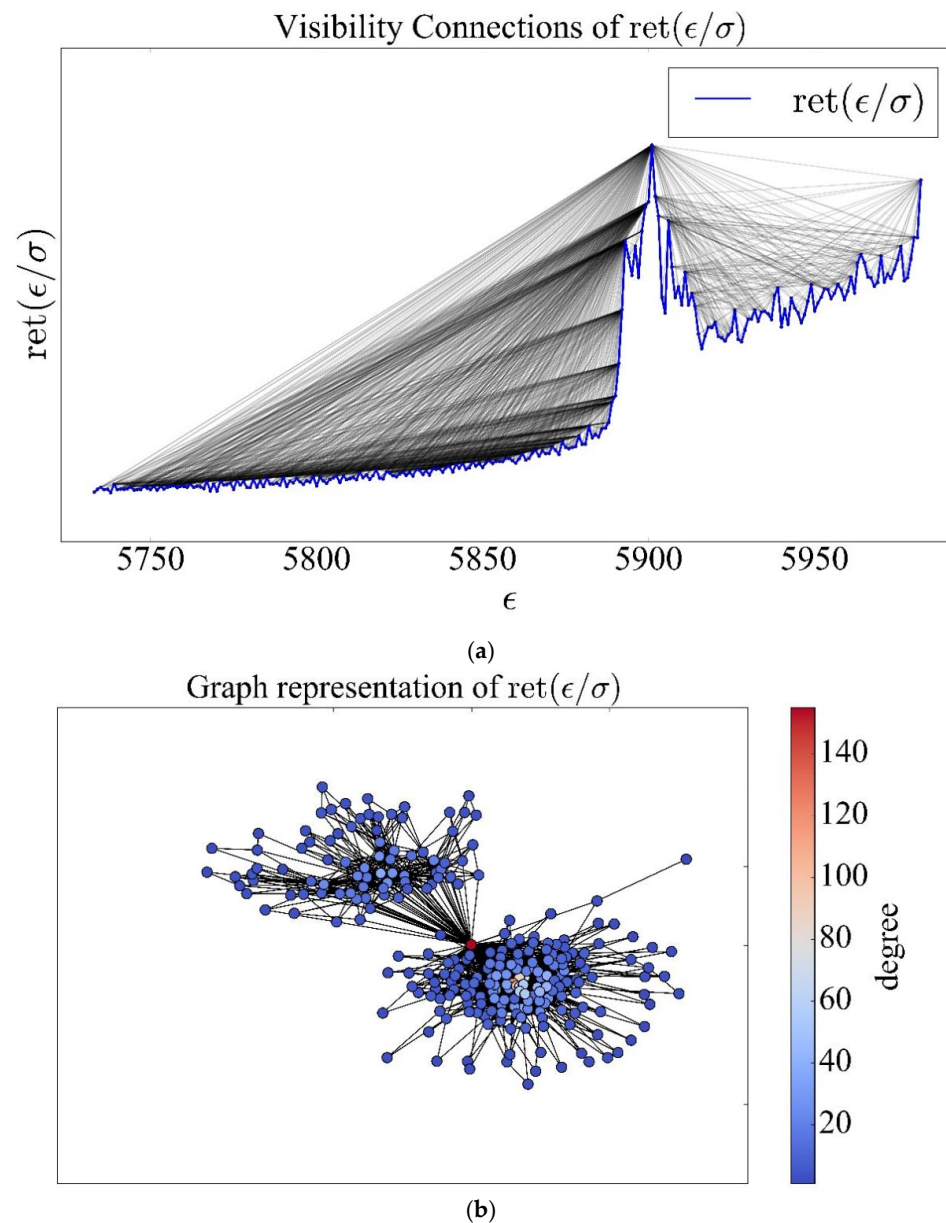 Visibility Connections of ret(ϵ/σ)
ret(ϵ/σ)
ret(ϵ/σ)
5750 5800 5850 5900 5950
ϵ
(a)
Graph representation of ret(ϵ/σ)
140
120
100
80
60
40
20
degree
(b)